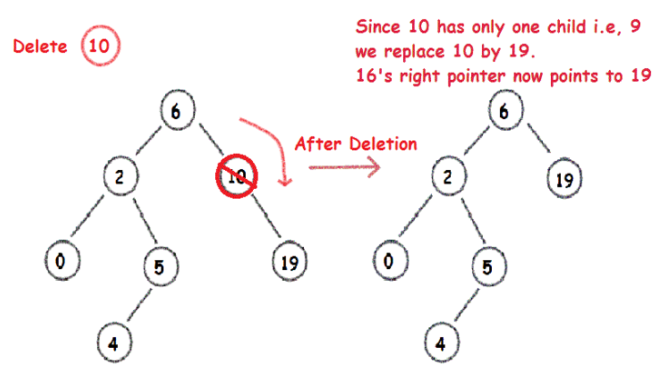 Delete 10
Since 10 has only one child i.e, 9
we replace 10 by 19.
16's right pointer now points to 19
After Deletion
6
2
10
0
5
19
4
6
2
19
0
5
4